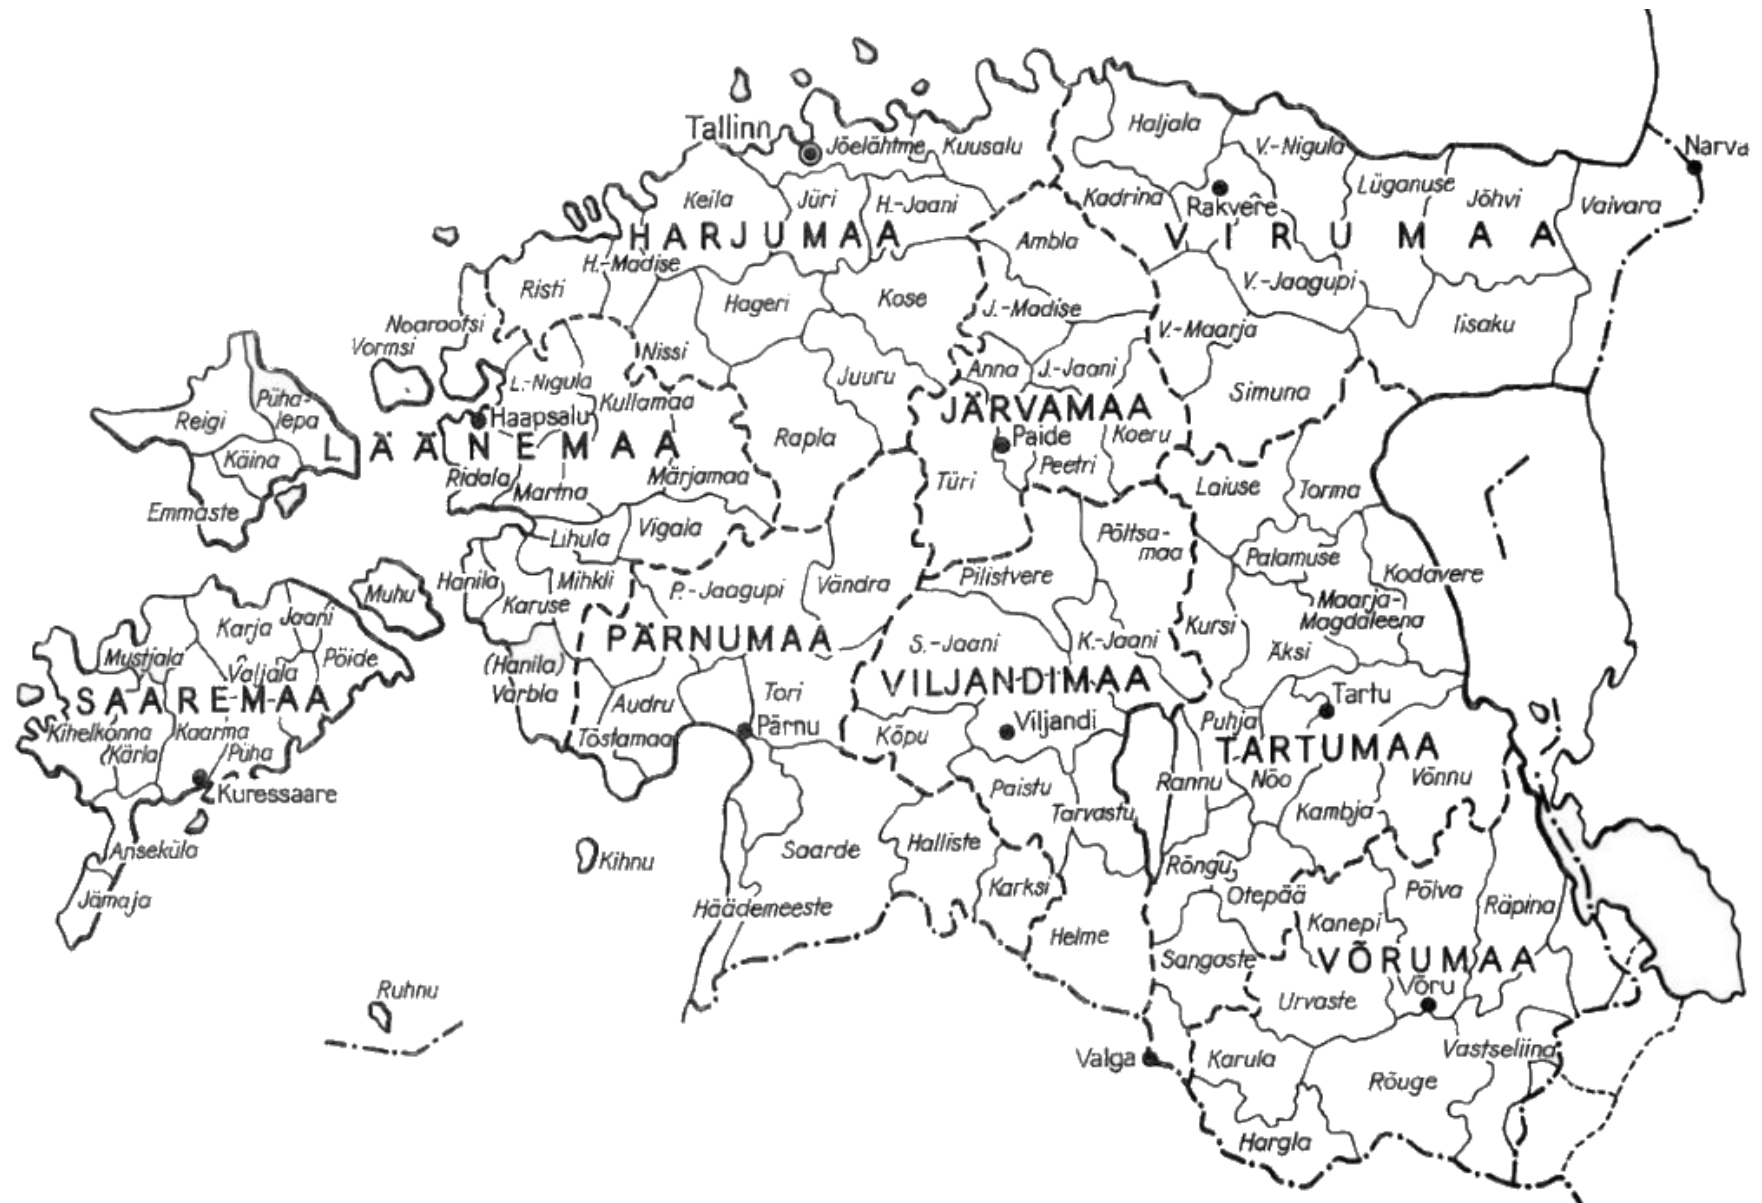 Tallinn
Jõelähtme
Kuusalu
Haljala
V.-Nigula
Narva
Keila
Jüri
H.-Jaani
Kadrina
Rakvere
Lüganuse
Jõhvi
Vaivara
HARJUMAA
Ambla
VIRUMAA
H.-Madise
Risti
Hageri
Kose
J.-Madise
V.-Jaagupi
Iisaku
Noarootsi
Vormsi
Nissi
V.-Maarja
Juuru
Anna
J.-Jaani
Simuna
L.-Nigula
Kullamaa
Reigi
Püha-
lepa
Haapsalu
JÄRVAMAA
Paide
Koeru
Rapla
LÄÄNEMAA
Käina
Ridala
Martna
Märjamaa
Türi
Peetri
Laiuse
Torma
Emmaste
Lihula
Vigala
Põltsa-
maa
Palamuse
Kodavere
Muhu
Hanila
Mihkli
Karuse
P.-Jaagupi
Vändra
Pilistvere
Maarja-
Magdaleena
Karja
Jaani
Mustjala
Valjala
Pöide
PÄRNUMAA
S.-Jaani
K.-Jaani
Kursi
Äksi
(Hanila)
Varbla
SAAREMAA
Audru
Tori
VILJANDIMAA
Tartu
Kihelkonna
Kaarma
Kärla
Püha
Tõstamaa
Pärnu
Kõpu
Viljandi
Puhja
TARTUMAA
Kuressaare
Paistu
Tarvastu
Rannu
Nõo
Võnnu
Kambja
Anseküla
Kihnu
Saarde
Halliste
Rõngu
Jämaja
Häädemeeste
Karksi
Otepää
Põlva
Räpina
Kanepi
Helme
Sangaste
VÕRUMAA
Ruhnu
Urvaste
Võru
Valga
Karula
Vastseliina
Rõuge
Hargla